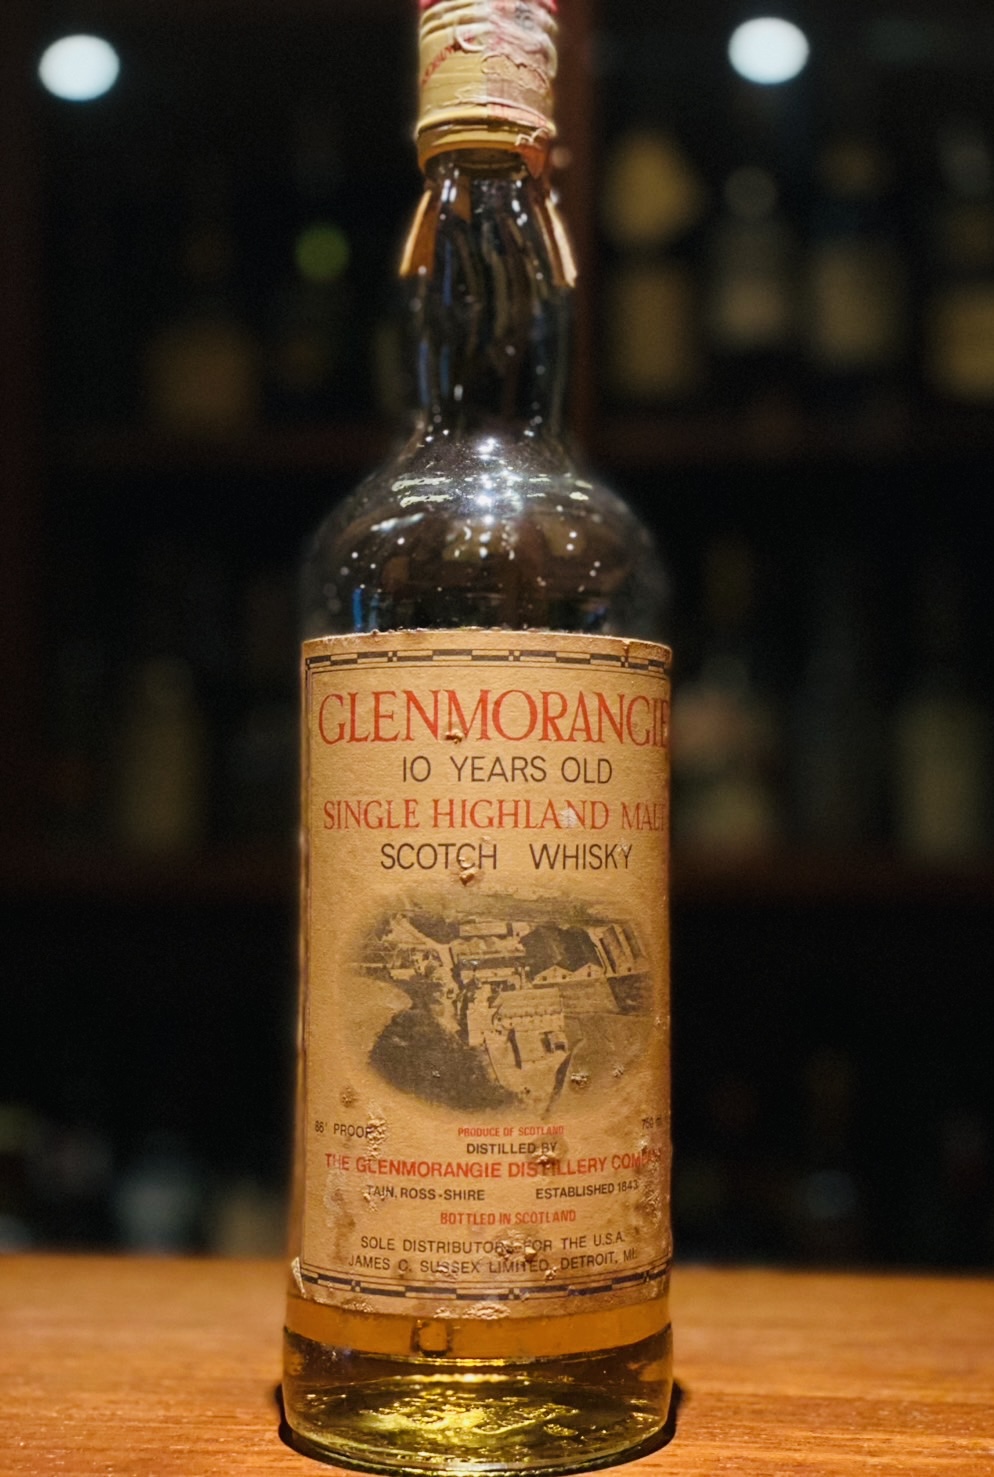 GLENMORANGIE
10 YEARS OLD
SINGLE HIGHLAND MALT
SCOTCH WHISKY
86° PROOF
750
PRODUCE OF SCOTLAND
DISTILLED BY
THE GLENMORANGIE DISTILLERY COMPANY
TAIN, ROSS-SHIRE ESTABLISHED 1843
BOTTLED IN SCOTLAND
SOLE DISTRIBUTORS FOR THE U.S.A.
JAMES C. SUSSEX LIMITED, DETROIT, MI.